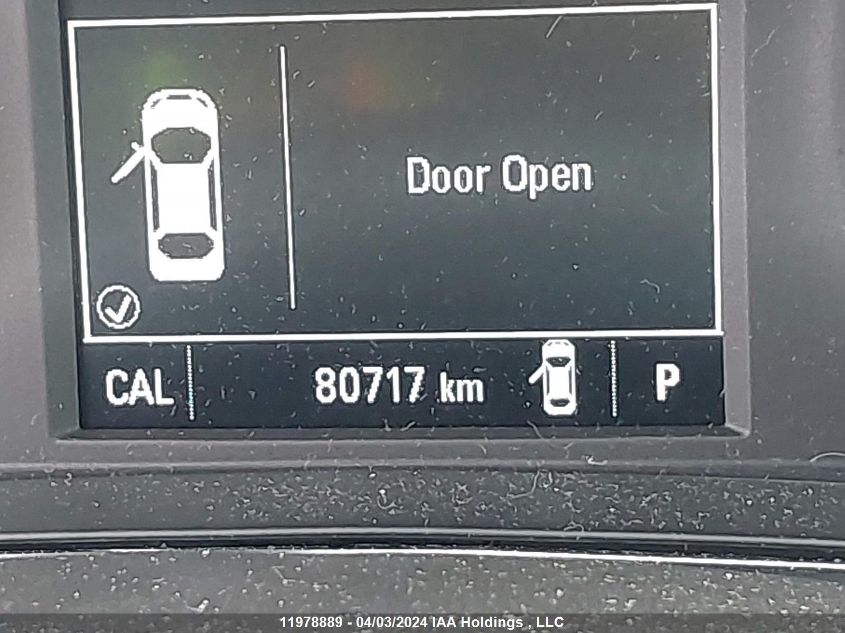 Door Open
CAL 80717 km P
11978889 - 04/03/2024 IAA Holdings , LLC